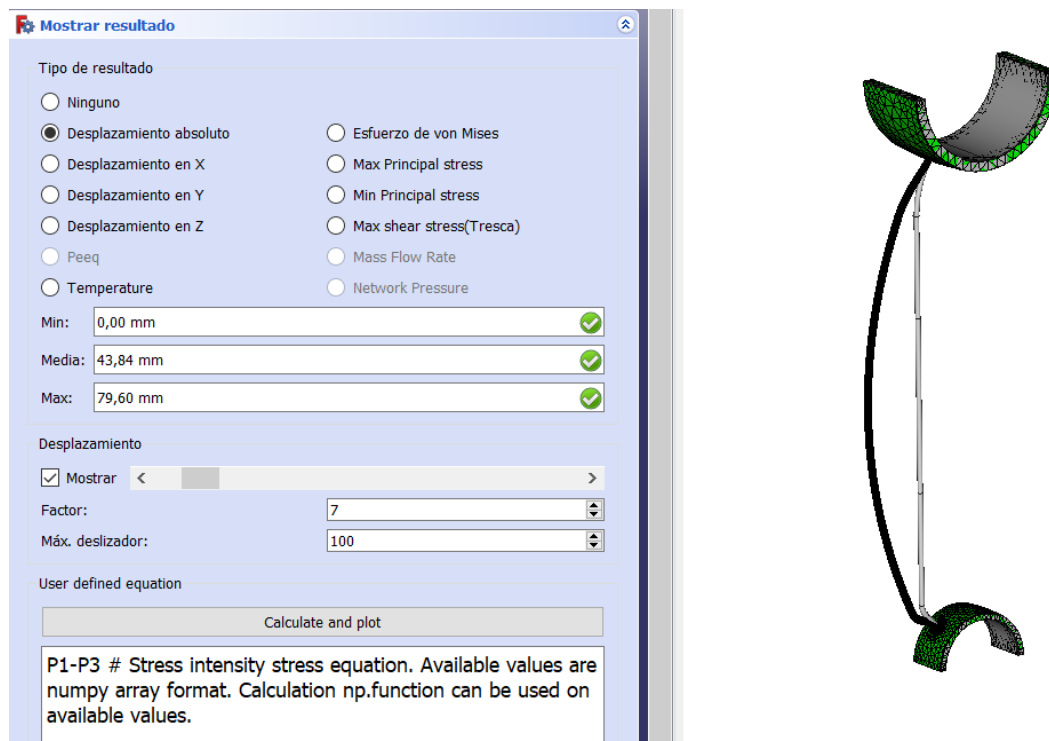 Mostrar resultado
Tipo de resultado
Ninguno
Desplazamiento absoluto
Esfuerzo de von Mises
Desplazamiento en X
Max Principal stress
Desplazamiento en Y
Min Principal stress
Desplazamiento en Z
Max shear stress(Tresca)
Peeq
Mass Flow Rate
Temperature
Network Pressure
Min: 0,00 mm
Media: 43,84 mm
Max: 79,60 mm
Desplazamiento
Mostrar
Factor: 7
Máx. deslizador: 100
User defined equation
Calculate and plot
P1-P3 # Stress intensity stress equation. Available values are
numpy array format. Calculation np.function can be used on
available values.